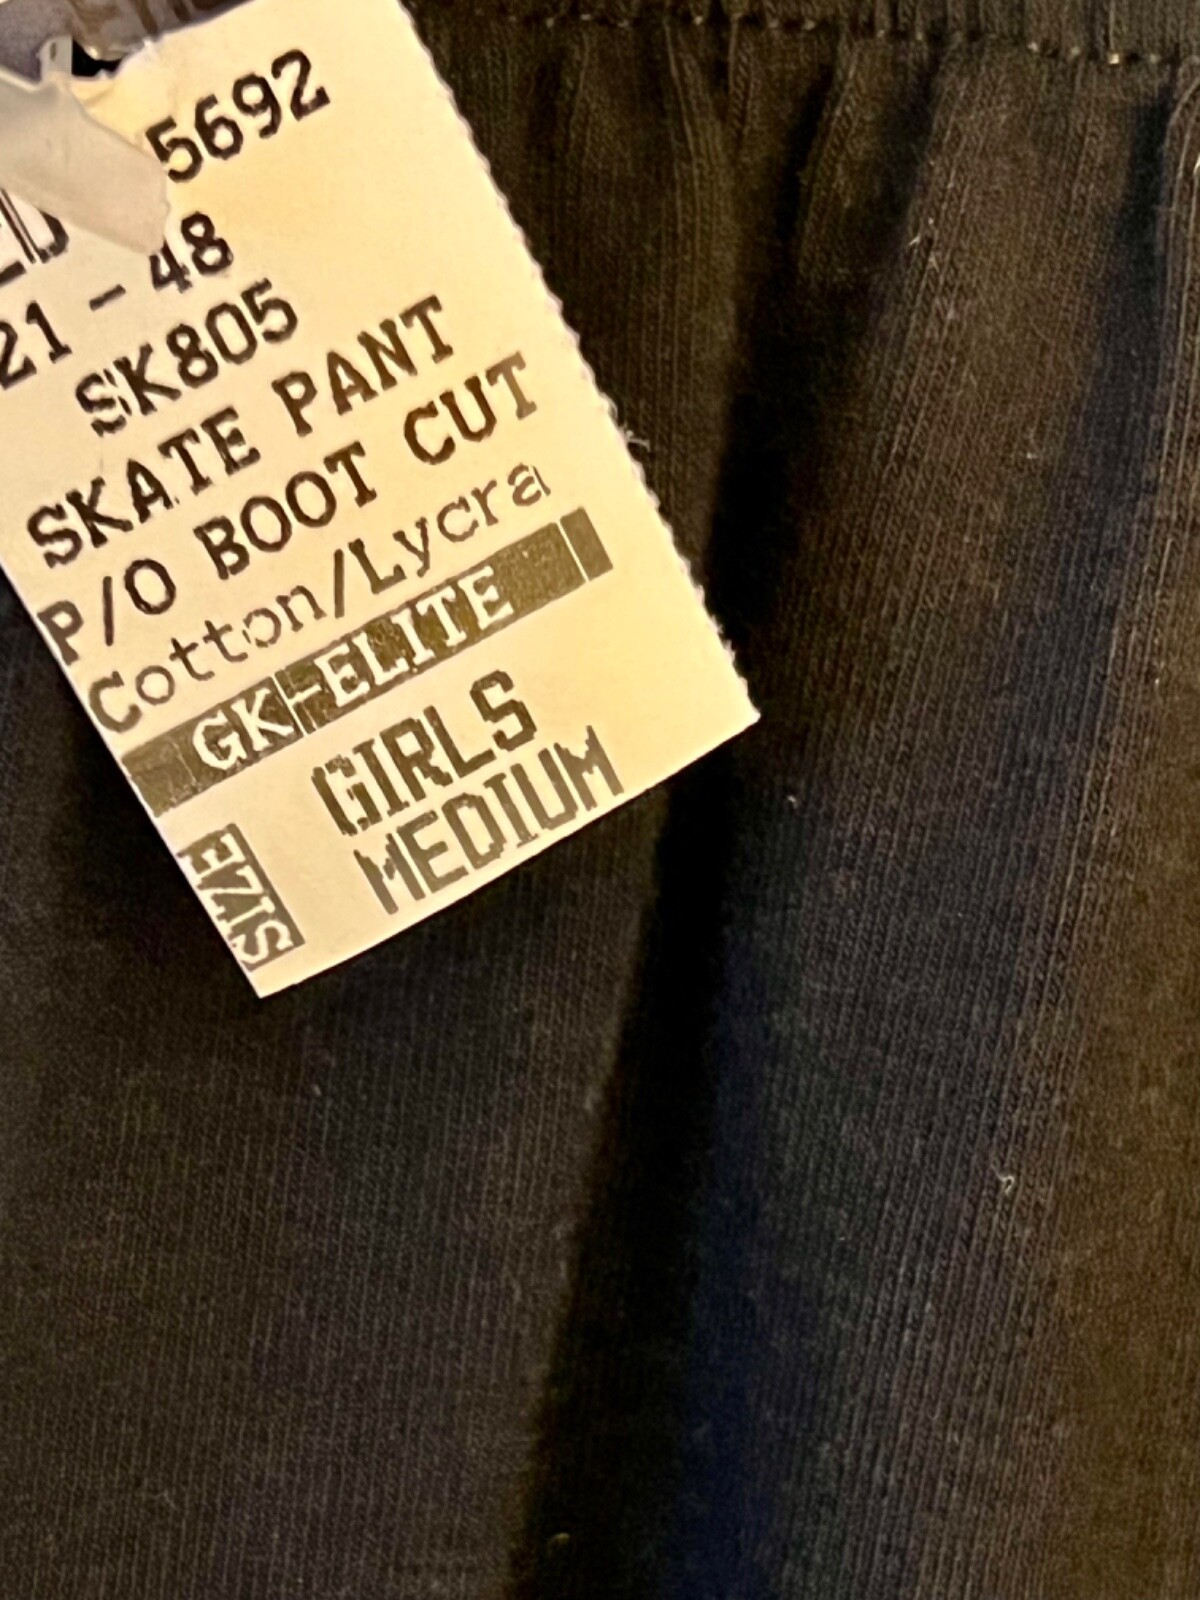 5692
21-48
SK805
SKATE PANT
P/O BOOT CUT
Cotton/Lycra
GK-ELITE
GIRLS
MEDIUM
SIZE